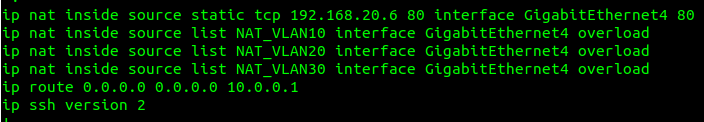 ip nat inside source static tcp 192.168.20.6 80 interface GigabitEthernet4 80
ip nat inside source list NAT_VLAN10 interface GigabitEthernet4 overload
ip nat inside source list NAT_VLAN20 interface GigabitEthernet4 overload
ip nat inside source list NAT_VLAN30 interface GigabitEthernet4 overload
ip route 0.0.0.0 0.0.0.0 10.0.0.1
ip ssh version 2